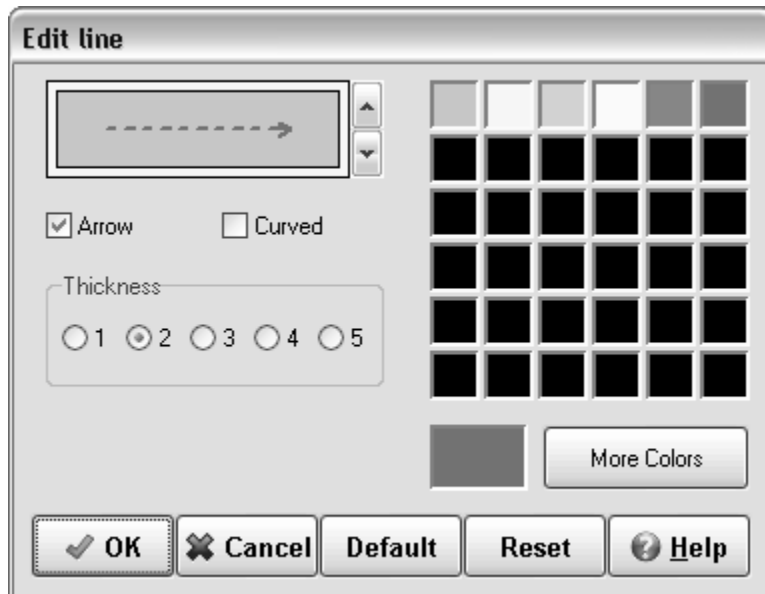 Edit line
Arrow Curved
Thickness
1 2 3 4 5
More Colors
OK Cancel Default Reset Help